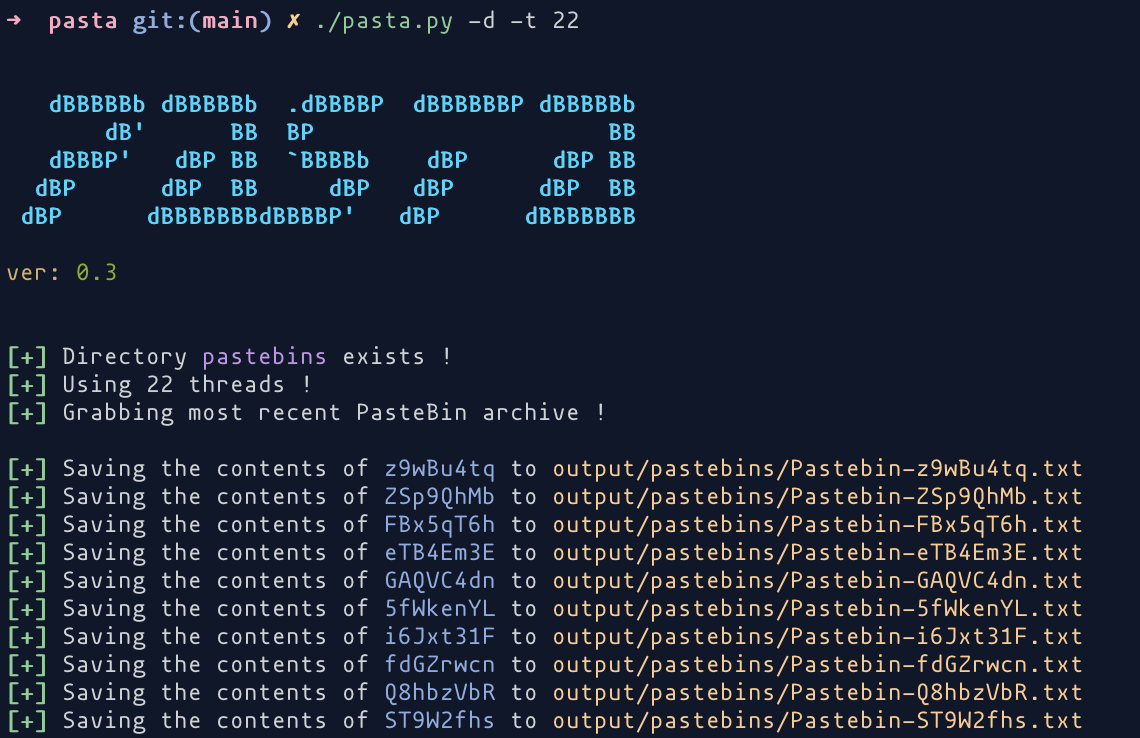 ➜  pasta git:(main) ✗ ./pasta.py -d -t 22
   dBBBBBb dBBBBBb  .dBBBBP  dBBBBBBP dBBBBBb
       dB'      BB  BP                     BB
   dBBBP'   dBP BB  `BBBBb    dBP      dBP BB
  dBP      dBP  BB     dBP   dBP      dBP  BB
 dBP      dBBBBBBBdBBBBP'   dBP      dBBBBBBB
ver: 0.3
[+] Directory pastebins exists !
[+] Using 22 threads !
[+] Grabbing most recent PasteBin archive !
[+] Saving the contents of z9wBu4tq to output/pastebins/Pastebin-z9wBu4tq.txt
[+] Saving the contents of ZSp9QhMb to output/pastebins/Pastebin-ZSp9QhMb.txt
[+] Saving the contents of FBx5qT6h to output/pastebins/Pastebin-FBx5qT6h.txt
[+] Saving the contents of eTB4Em3E to output/pastebins/Pastebin-eTB4Em3E.txt
[+] Saving the contents of GAQVC4dn to output/pastebins/Pastebin-GAQVC4dn.txt
[+] Saving the contents of 5fWkenYL to output/pastebins/Pastebin-5fWkenYL.txt
[+] Saving the contents of i6Jxt31F to output/pastebins/Pastebin-i6Jxt31F.txt
[+] Saving the contents of fdGZrwcn to output/pastebins/Pastebin-fdGZrwcn.txt
[+] Saving the contents of Q8hbzVbR to output/pastebins/Pastebin-Q8hbzVbR.txt
[+] Saving the contents of ST9W2fhs to output/pastebins/Pastebin-ST9W2fhs.txt